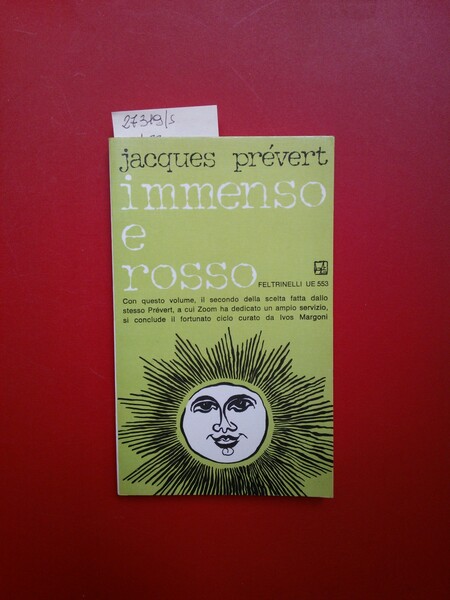 27319/s
jacques prévert
immenso
e
rosso
FELTRINELLI UE 553
Con questo volume, il secondo della scelta fatta dallo
stesso Prévert, a cui Zoom ha dedicato un ampio servizio,
si conclude il fortunato ciclo curato da Ivos Margoni